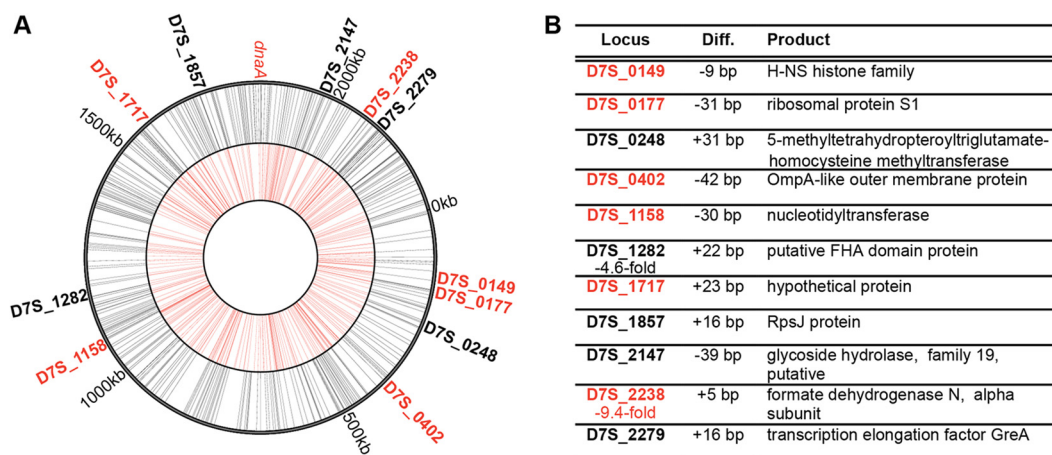 A
D7S_1857
dnaA
D7S_2147
2000kb
D7S_2238
D7S_2279
D7S_1717
1500kb
0kb
D7S_0149
D7S_0177
D7S_1282
D7S_0248
D7S_1158
1000kb
D7S_0402
500kb
B
Locus Diff. Product
D7S_0149 -9 bp H-NS histone family
D7S_0177 -31 bp ribosomal protein S1
D7S_0248 +31 bp 5-methyltetrahydropteroyltriglutamate-
homocysteine methyltransferase
D7S_0402 -42 bp OmpA-like outer membrane protein
D7S_1158 -30 bp nucleotidyltransferase
D7S_1282 +22 bp putative FHA domain protein
-4.6-fold
D7S_1717 +23 bp hypothetical protein
D7S_1857 +16 bp RpsJ protein
D7S_2147 -39 bp glycoside hydrolase, family 19,
putative
D7S_2238 +5 bp formate dehydrogenase N, alpha
-9.4-fold subunit
D7S_2279 +16 bp transcription elongation factor GreA